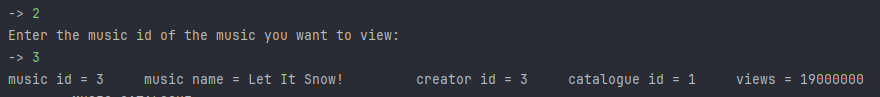 -> 2
Enter the music id of the music you want to view:
-> 3
music id = 3     music name = Let It Snow!         creator id = 3     catalogue id = 1     views = 19000000